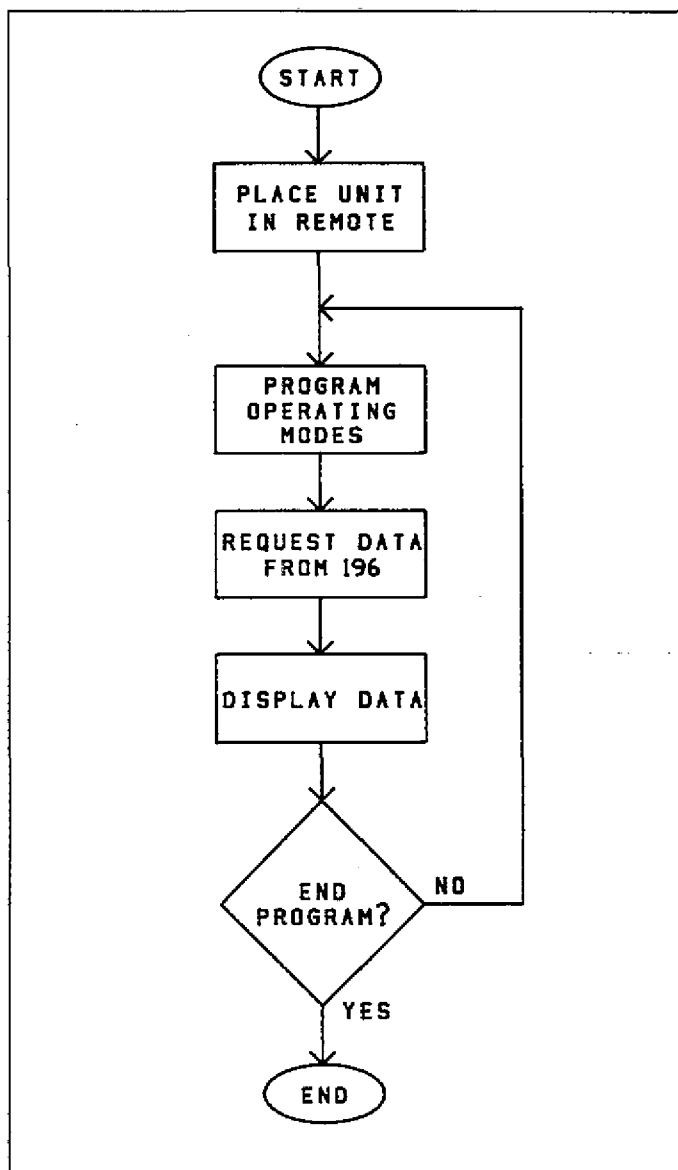 START
PLACE UNIT
IN REMOTE
PROGRAM
OPERATING
MODES
REQUEST DATA
FROM 196
DISPLAY DATA
END
PROGRAM?
NO
YES
END